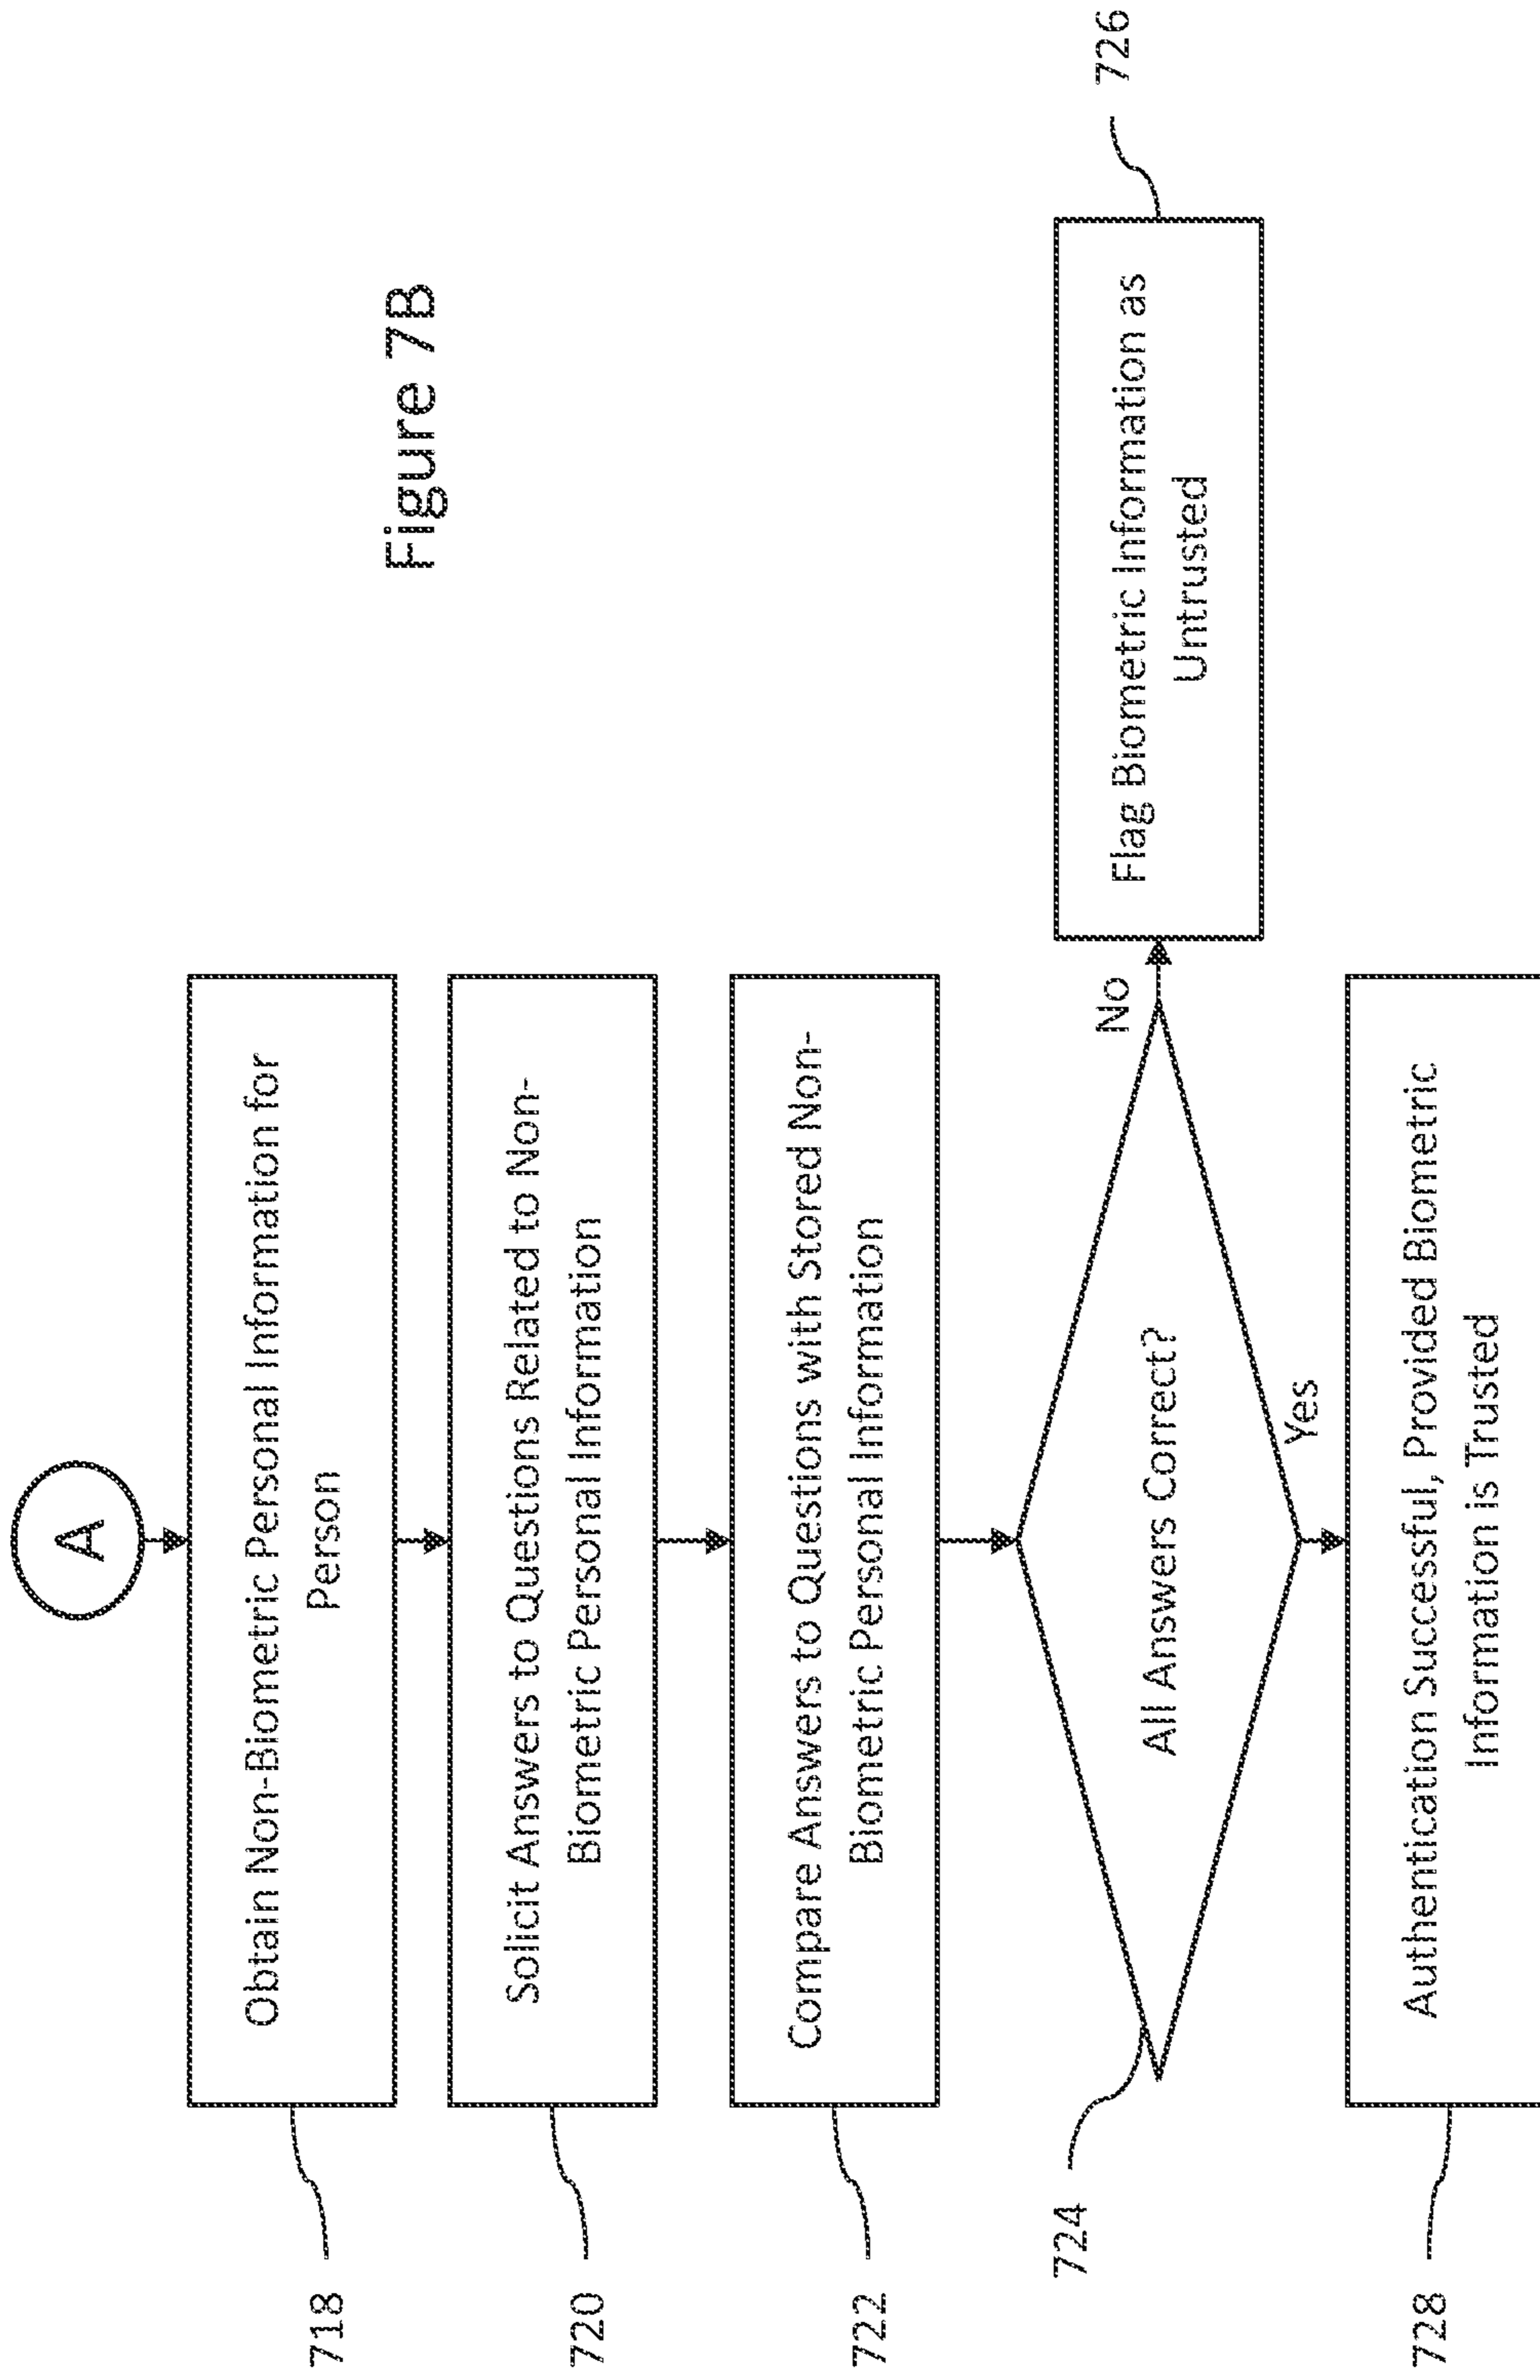 A
718
Obtain Non-Biometric Personal Information for
Person
720
Solicit Answers to Questions Related to Non-
Biometric Personal Information
Figure 7B
722
Compare Answers to Questions with Stored Non-
Biometric Personal Information
724
All Answers Correct?
No
Flag Biometric Information as
Untrusted
726
Yes
728
Authentication Successful, Provided Biometric
Information is Trusted